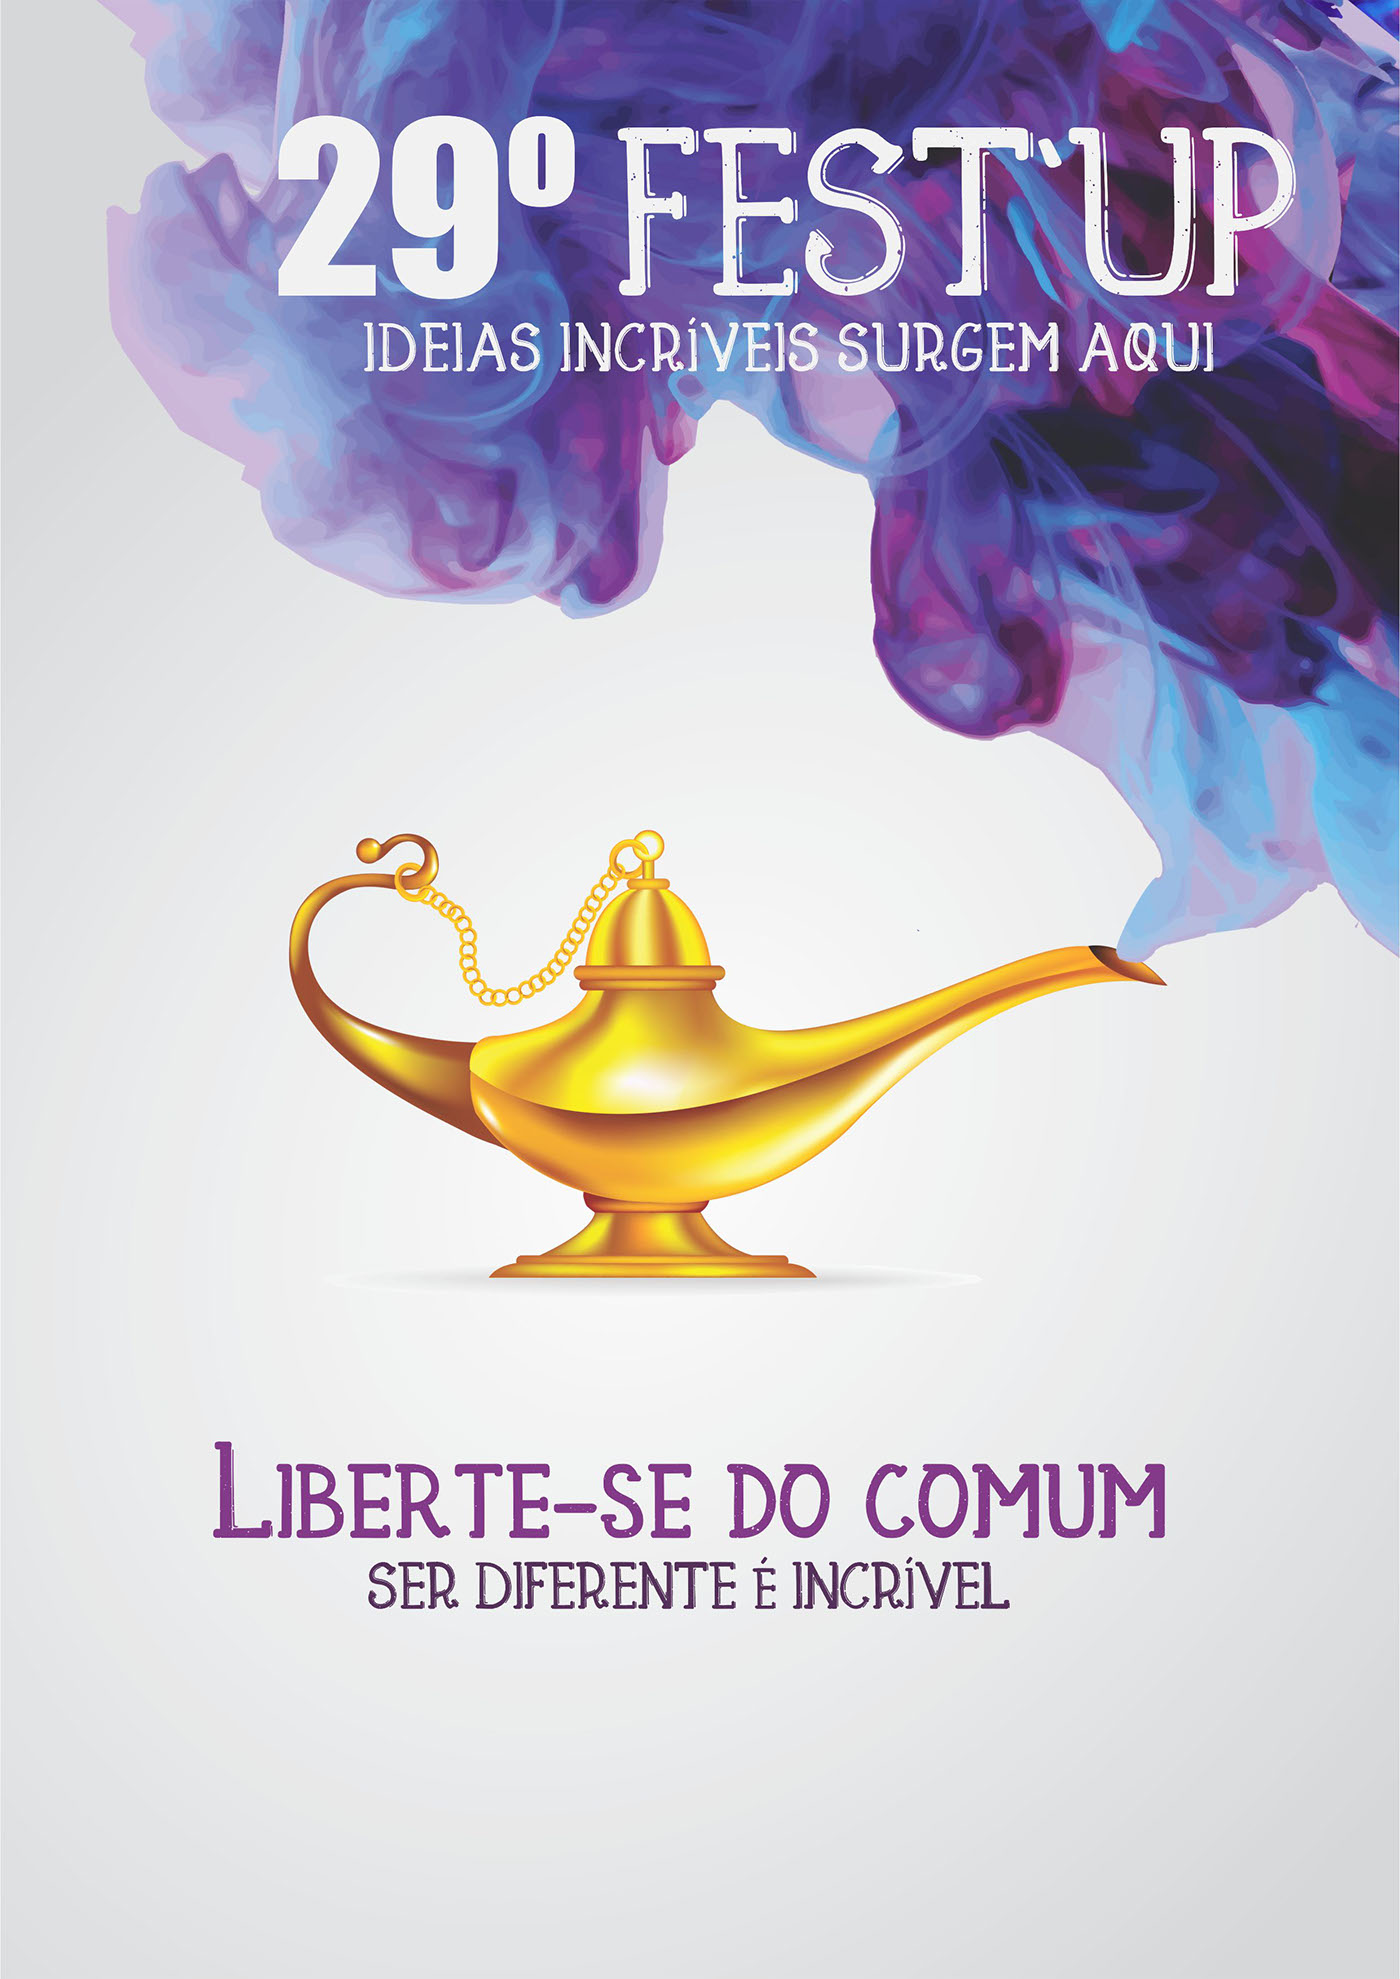 29º FEST'UP
IDEIAS INCRÍVEIS SURGEM AQUI
LIBERTE-SE DO COMUM
SER DIFERENTE É INCRÍVEL